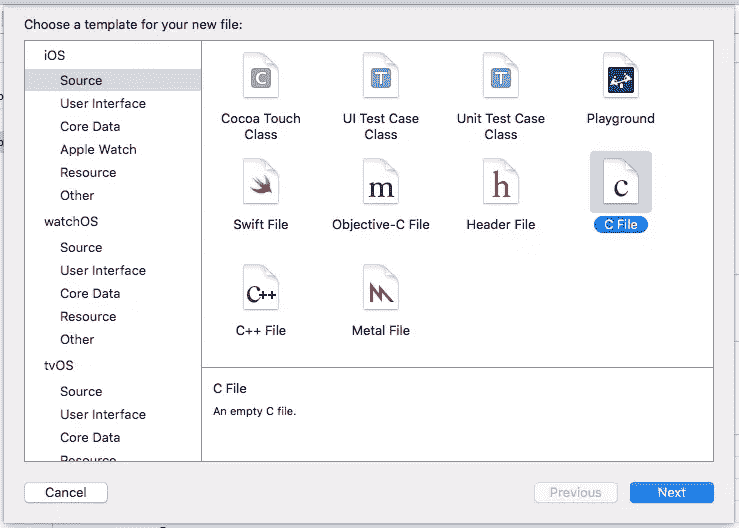 Choose a template for your new file:
iOS
Source
User Interface
Core Data
Apple Watch
Resource
Other
watchOS
Source
User Interface
Core Data
Resource
Other
tvOS
Source
User Interface
Core Data
Resource
C
Cocoa Touch
Class
T
UI Test Case
Class
T
Unit Test Case
Class
Playground
Swift File
m
Objective-C File
h
Header File
c
C File
C++
C++ File
Metal File
C File
An empty C file.
Cancel
Previous
Next